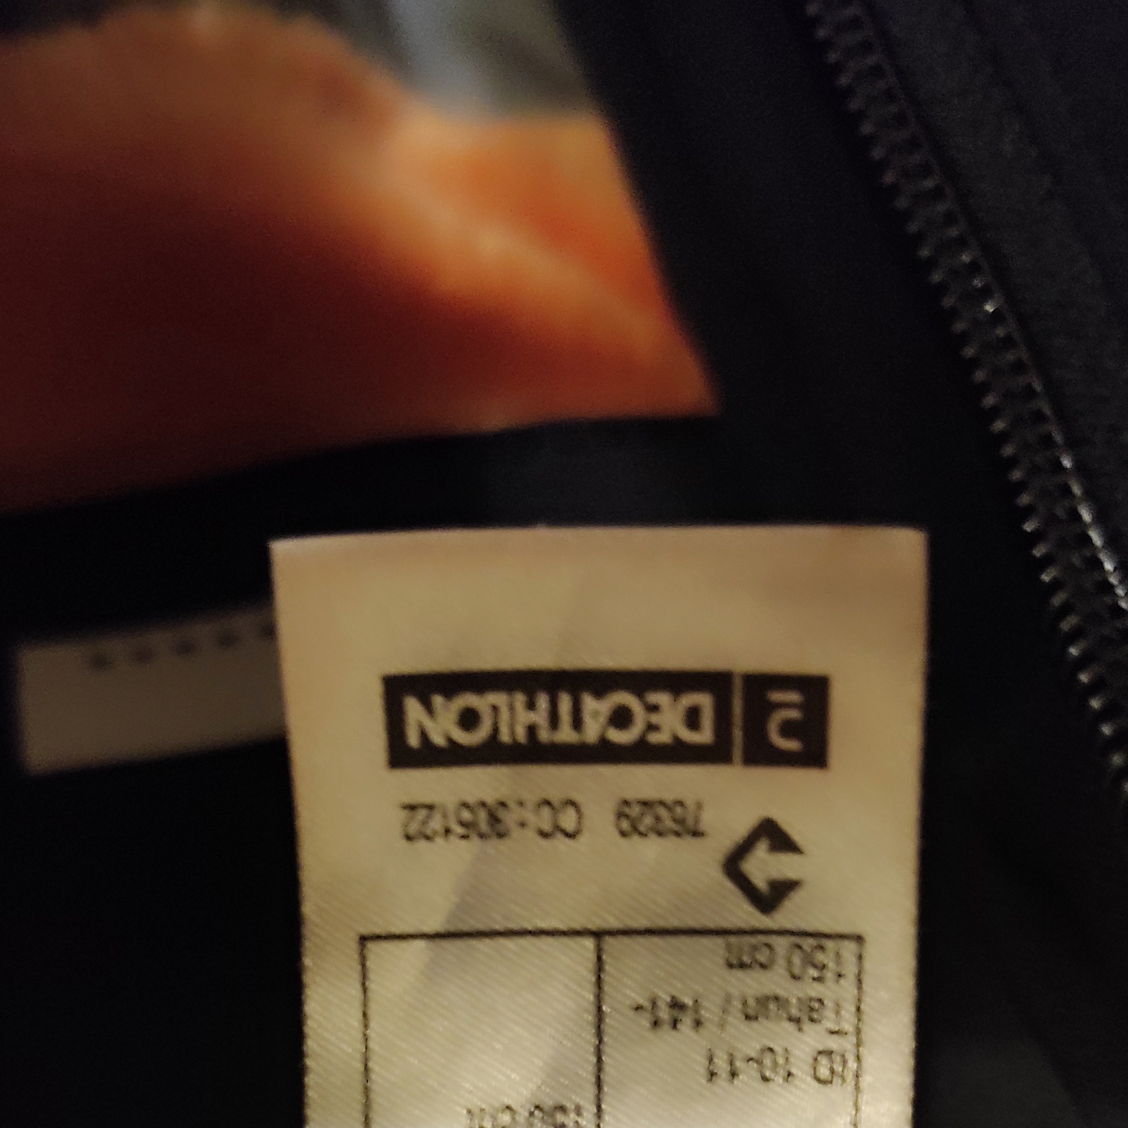 DECATHLON
76329 CC: 305122
ID 10-11
Tahun / 141-
150 cm